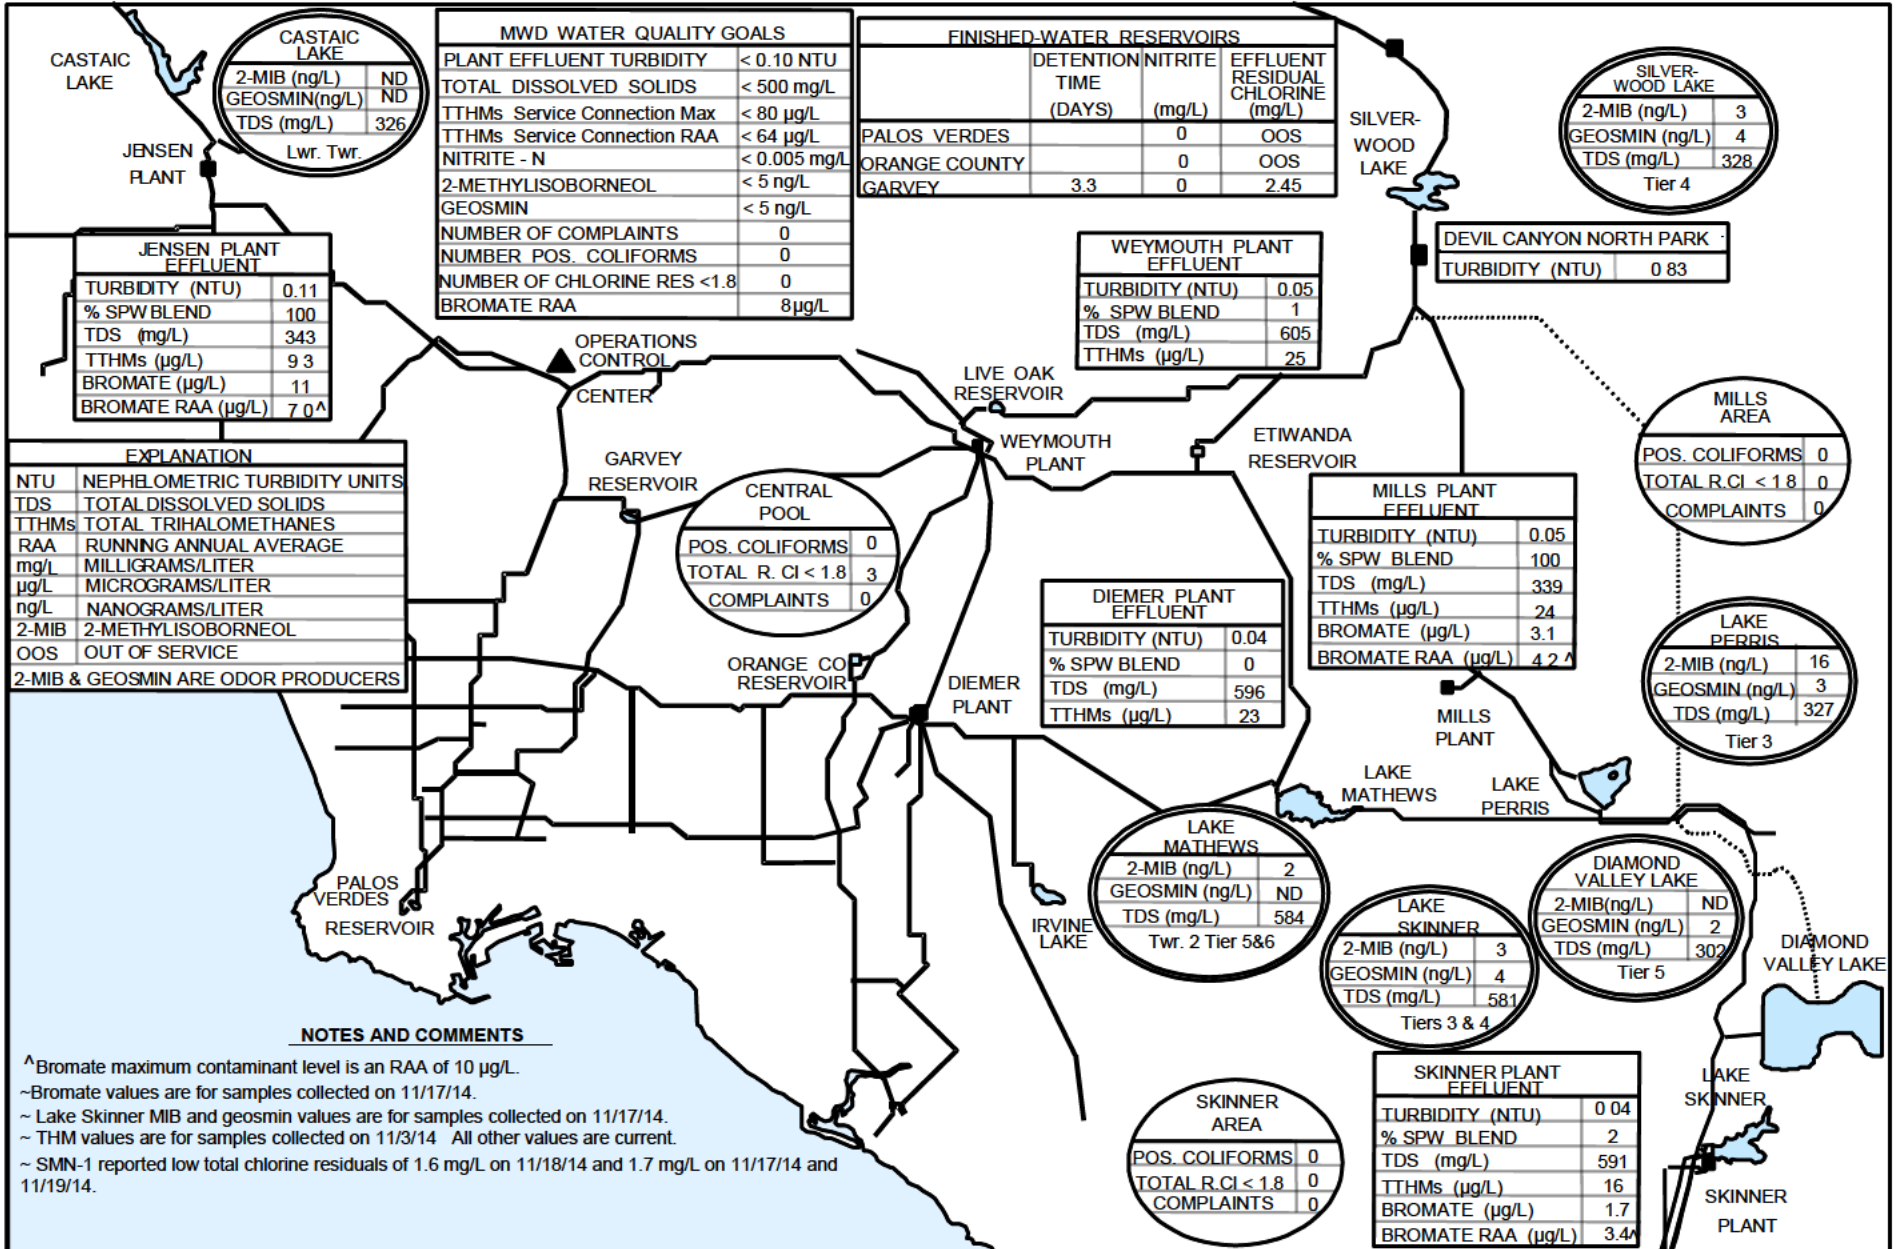 CASTAIC
LAKE
CASTAIC
LAKE
2-MIB (ng/L) ND
GEOSMIN(ng/L) ND
TDS (mg/L) 326
Lwr. Twr.
JENSEN
PLANT
MWD WATER QUALITY GOALS
PLANT EFFLUENT TURBIDITY < 0.10 NTU
TOTAL DISSOLVED SOLIDS < 500 mg/L
TTHMs Service Connection Max < 80 µg/L
TTHMs Service Connection RAA < 64 µg/L
NITRITE - N < 0.005 mg/L
2-METHYLISOBORNEOL < 5 ng/L
GEOSMIN < 5 ng/L
NUMBER OF COMPLAINTS 0
NUMBER POS. COLIFORMS 0
NUMBER OF CHLORINE RES <1.8 0
BROMATE RAA 8µg/L
FINISHED-WATER RESERVOIRS
DETENTION NITRITE EFFLUENT
TIME RESIDUAL
CHLORINE
(DAYS) (mg/L) (mg/L)
PALOS VERDES 0 OOS
ORANGE COUNTY 0 OOS
GARVEY 3.3 0 2.45
SILVER-
WOOD
LAKE
SILVER-
WOOD LAKE
2-MIB (ng/L) 3
GEOSMIN (ng/L) 4
TDS (mg/L) 328
Tier 4
DEVIL CANYON NORTH PARK
TURBIDITY (NTU) 0 83
JENSEN PLANT
EFFLUENT
TURBIDITY (NTU) 0.11
% SPW BLEND 100
TDS (mg/L) 343
TTHMs (µg/L) 9 3
BROMATE (µg/L) 11
BROMATE RAA (µg/L) 7 0^
WEYMOUTH PLANT
EFFLUENT
TURBIDITY (NTU) 0.05
% SPW BLEND 1
TDS (mg/L) 605
TTHMs (µg/L) 25
OPERATIONS
CONTROL
CENTER
LIVE OAK
RESERVOIR
WEYMOUTH
PLANT
ETIWANDA
RESERVOIR
MILLS
AREA
POS. COLIFORMS 0
TOTAL R.CI < 1 8 0
COMPLAINTS 0
EXPLANATION
NTU NEPHELOMETRIC TURBIDITY UNITS
TDS TOTAL DISSOLVED SOLIDS
TTHMs TOTAL TRIHALOMETHANES
RAA RUNNING ANNUAL AVERAGE
mg/L MILLIGRAMS/LITER
µg/L MICROGRAMS/LITER
ng/L NANOGRAMS/LITER
2-MIB 2-METHYLISOBORNEOL
OOS OUT OF SERVICE
2-MIB & GEOSMIN ARE ODOR PRODUCERS
GARVEY
RESERVOIR
CENTRAL
POOL
POS. COLIFORMS 0
TOTAL R. CI < 1.8 3
COMPLAINTS 0
MILLS PLANT
EFFLUENT
TURBIDITY (NTU) 0.05
% SPW BLEND 100
TDS (mg/L) 339
TTHMs (µg/L) 24
BROMATE (µg/L) 3.1
BROMATE RAA (µg/L) 4 2 ^
DIEMER PLANT
EFFLUENT
TURBIDITY (NTU) 0.04
% SPW BLEND 0
TDS (mg/L) 596
TTHMs (µg/L) 23
LAKE
PERRIS
2-MIB (ng/L) 16
GEOSMIN (ng/L) 3
TDS (mg/L) 327
Tier 3
ORANGE CO
RESERVOIR
DIEMER
PLANT
MILLS
PLANT
LAKE
MATHEWS
LAKE
PERRIS
LAKE
MATHEWS
2-MIB (ng/L) 2
GEOSMIN (ng/L) ND
TDS (mg/L) 584
Twr. 2 Tier 5&6
DIAMOND
VALLEY LAKE
2-MIB(ng/L) ND
GEOSMIN (ng/L) 2
TDS (mg/L) 302
Tier 5
LAKE
SKINNER
2-MIB (ng/L) 3
GEOSMIN (ng/L) 4
TDS (mg/L) 581
Tiers 3 & 4
PALOS
VERDES
RESERVOIR
IRVINE
LAKE
DIAMOND
VALLEY LAKE
NOTES AND COMMENTS
^Bromate maximum contaminant level is an RAA of 10 µg/L.
~Bromate values are for samples collected on 11/17/14.
~ Lake Skinner MIB and geosmin values are for samples collected on 11/17/14.
~ THM values are for samples collected on 11/3/14 All other values are current.
~ SMN-1 reported low total chlorine residuals of 1.6 mg/L on 11/18/14 and 1.7 mg/L on 11/17/14 and
11/19/14.
SKINNER
AREA
POS. COLIFORMS 0
TOTAL R.CI < 1.8 0
COMPLAINTS 0
SKINNER PLANT
EFFLUENT
TURBIDITY (NTU) 0 04
% SPW BLEND 2
TDS (mg/L) 591
TTHMs (µg/L) 16
BROMATE (µg/L) 1.7
BROMATE RAA (µg/L) 3.4^
LAKE
SKINNER
SKINNER
PLANT